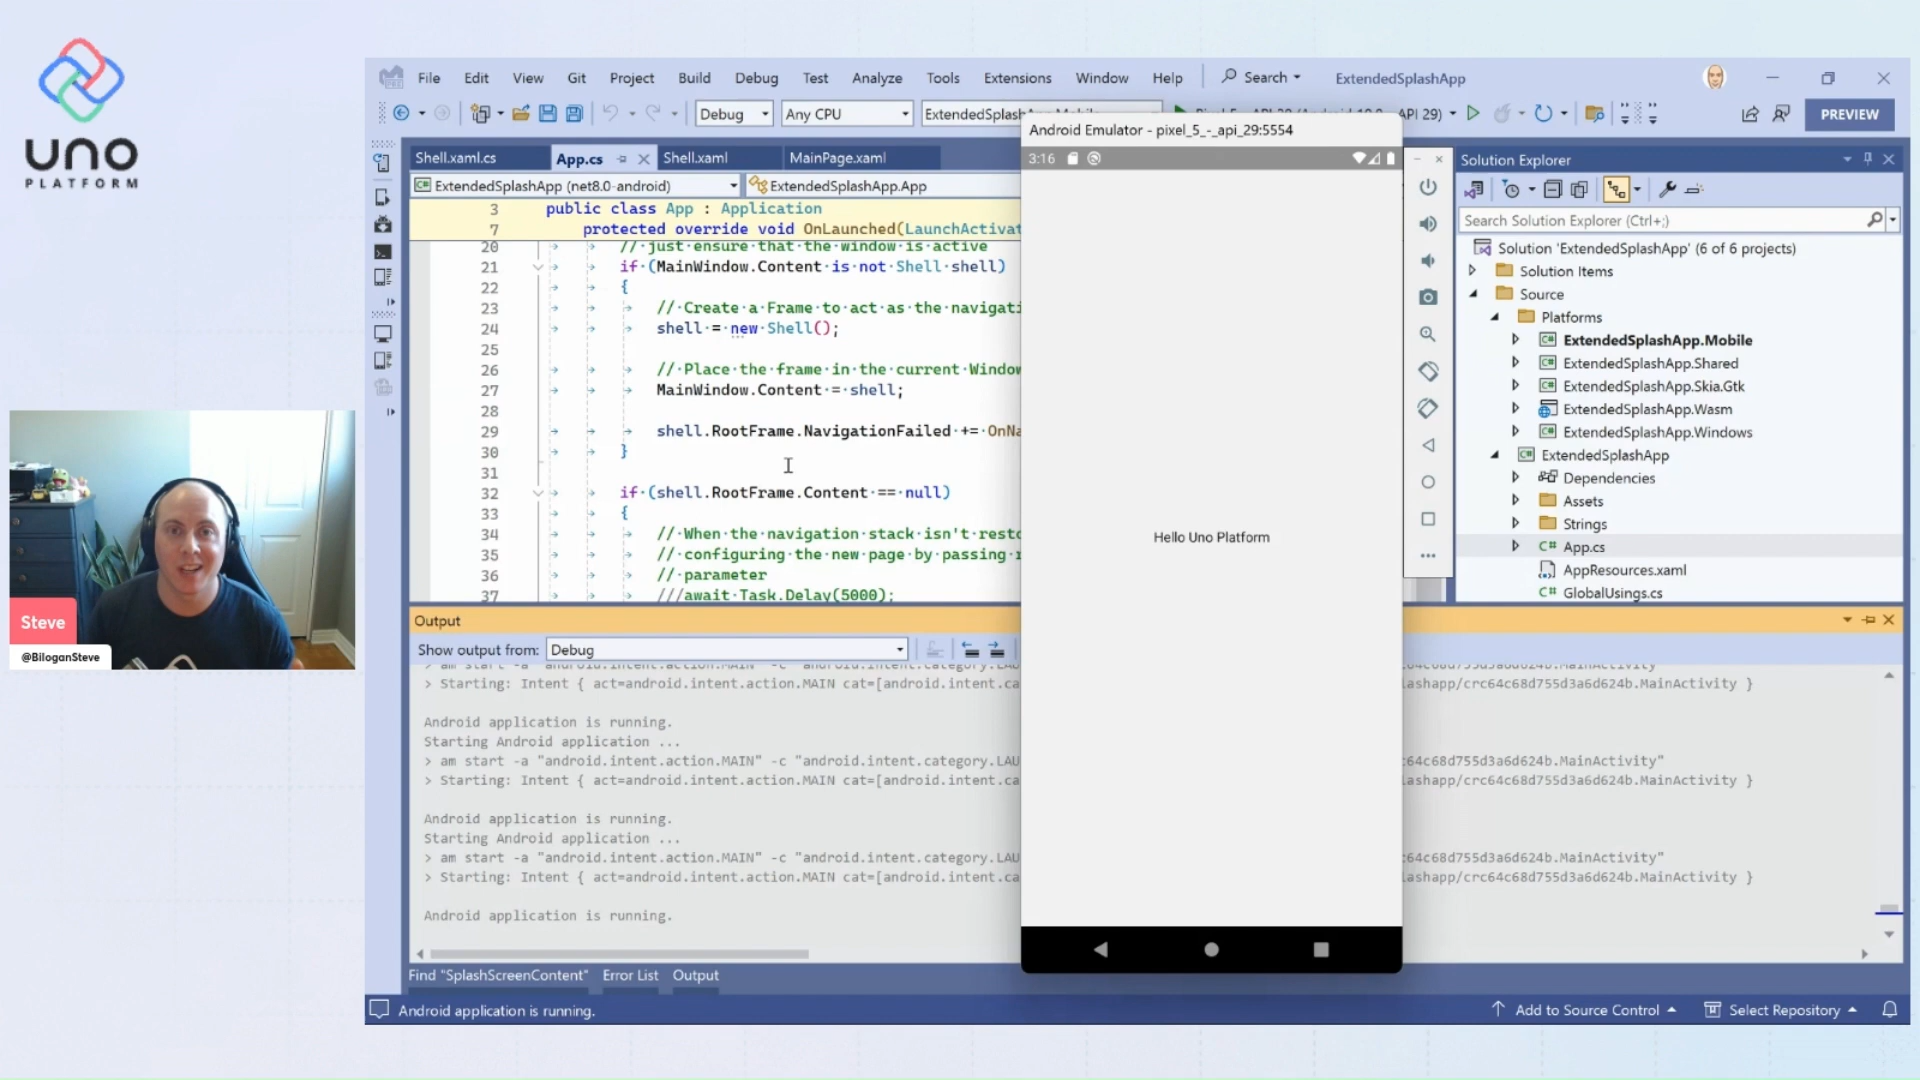 UNO
PLATFORM
Steve
@BiloganSteve
File Edit View Git Project Build Debug Test Analyze Tools Extensions Window Help Search ExtendedSplashApp
Debug Any CPU API 29) PREVIEW
Android Emulator - pixel_5_-_api_29:5554
3:16
Hello Uno Platform
Shell.xaml.cs App.cs Shell.xaml MainPage.xaml
ExtendedSplashApp (net8.0-android) ExtendedSplashApp.App
3 public class App : Application
7 protected override void OnLaunched(LaunchActivat
20 // just ensure that the window is active
21 if (MainWindow.Content is not Shell shell)
22 {
23 // Create a Frame to act as the navigati
24 shell = new Shell();
25
26 // Place the frame in the current Window
27 MainWindow.Content = shell;
28
29 shell.RootFrame.NavigationFailed += OnNa
30 }
31
32 if (shell.RootFrame.Content == null)
33 {
34 // When the navigation stack isn't resto
35 // configuring the new page by passing
36 // parameter
37 ///await Task.Delay(5000);
Solution Explorer
Search Solution Explorer (Ctrl+;)
Solution 'ExtendedSplashApp' (6 of 6 projects)
Solution Items
Source
Platforms
ExtendedSplashApp.Mobile
ExtendedSplashApp.Shared
ExtendedSplashApp.Skia.Gtk
ExtendedSplashApp.Wasm
ExtendedSplashApp.Windows
ExtendedSplashApp
Dependencies
Assets
Strings
App.cs
AppResources.xaml
GlobalUsings.cs
Output
Show output from: Debug
> Starting: Intent { act=android.intent.action.MAIN cat=[android.intent.ca lashapp/crc64c68d755d3a6d624b.MainActivity }
Android application is running.
Starting Android application ...
> am start -a "android.intent.action.MAIN" -c "android.intent.category.LAU c64c68d755d3a6d624b.MainActivity"
> Starting: Intent { act=android.intent.action.MAIN cat=[android.intent.ca lashapp/crc64c68d755d3a6d624b.MainActivity }
Android application is running.
Starting Android application ...
> am start -a "android.intent.action.MAIN" -c "android.intent.category.LAU c64c68d755d3a6d624b.MainActivity"
> Starting: Intent { act=android.intent.action.MAIN cat=[android.intent.ca lashapp/crc64c68d755d3a6d624b.MainActivity }
Android application is running.
Find "SplashScreenContent" Error List Output
Android application is running. Add to Source Control Select Repository